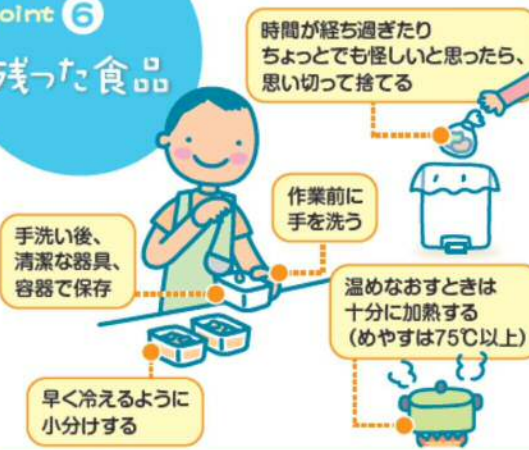 oint 6
残った食品
時間が経ち過ぎたり
ちょっとでも怪しいと思ったら、
思い切って捨てる
作業前に
手を洗う
手洗い後、
清潔な器具、
容器で保存
温めなおすときは
十分に加熱する
(めやすは75℃以上)
早く冷えるように
小分けする